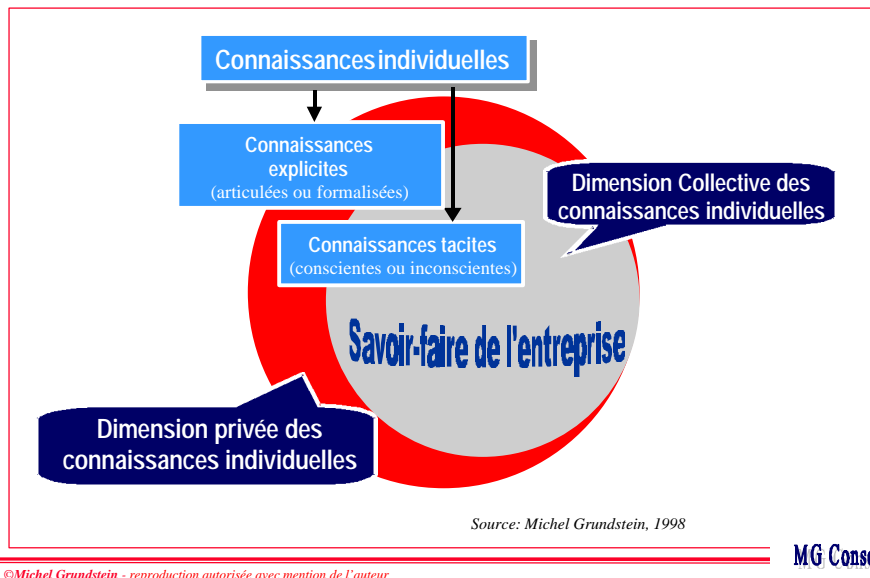 Connaissances individuelles
Connaissances
explicites
(articulées ou formalisées)
Dimension Collective des
connaissances individuelles
Connaissances tacites
(conscientes ou inconscientes)
Savoir-faire de l'entreprise
Dimension privée des
connaissances individuelles
Source: Michel Grundstein, 1998
MG Conse
©Michel Grundstein - reproduction autorisée avec mention de l'auteur